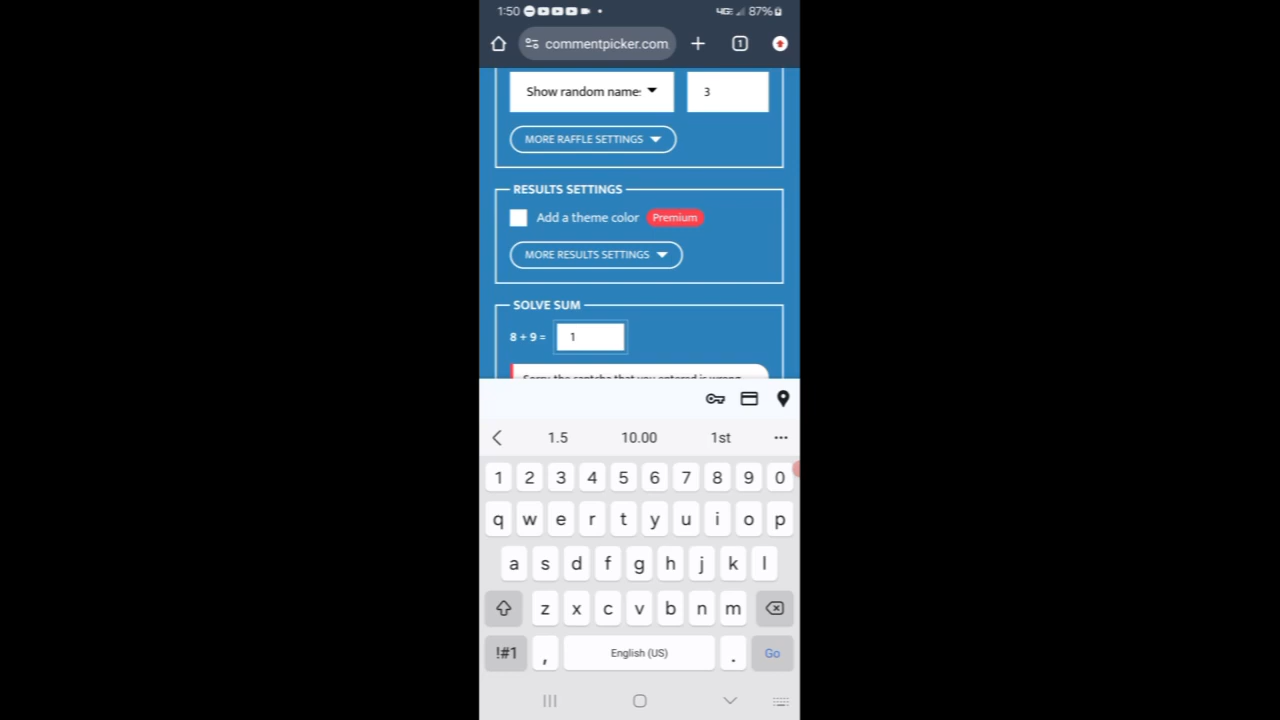 1:50 4GE 87%
commentpicker.com 1
Show random name: 3
MORE RAFFLE SETTINGS
RESULTS SETTINGS
Add a theme color Premium
MORE RESULTS SETTINGS
SOLVE SUM
8 + 9 = 1
Sorry, the captcha that you entered is wrong
1.5 10.00 1st
1 2 3 4 5 6 7 8 9 0
q w e r t y u i o p
a s d f g h j k l
z x c v b n m
!#1 , English (US) . Go